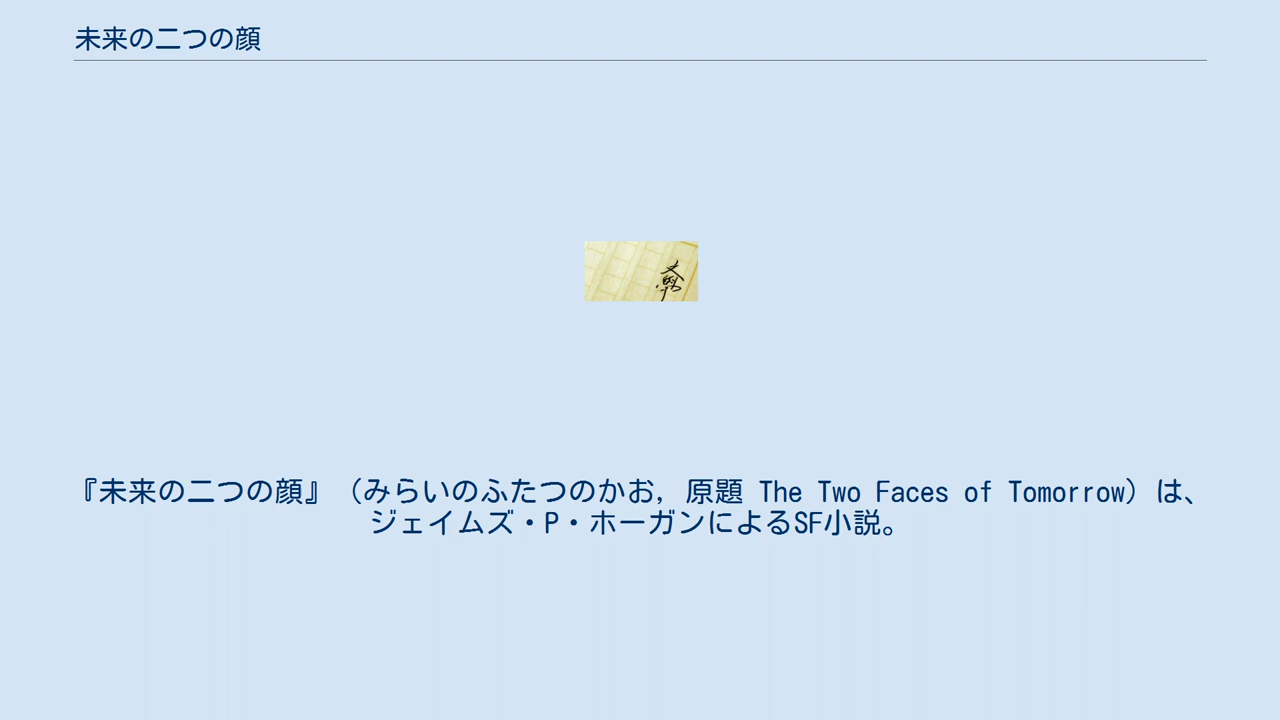 未来の二つの顔
『未来の二つの顔』（みらいのふたつのかお, 原題 The Two Faces of Tomorrow）は、
ジェイムズ・P・ホーガンによるSF小説。